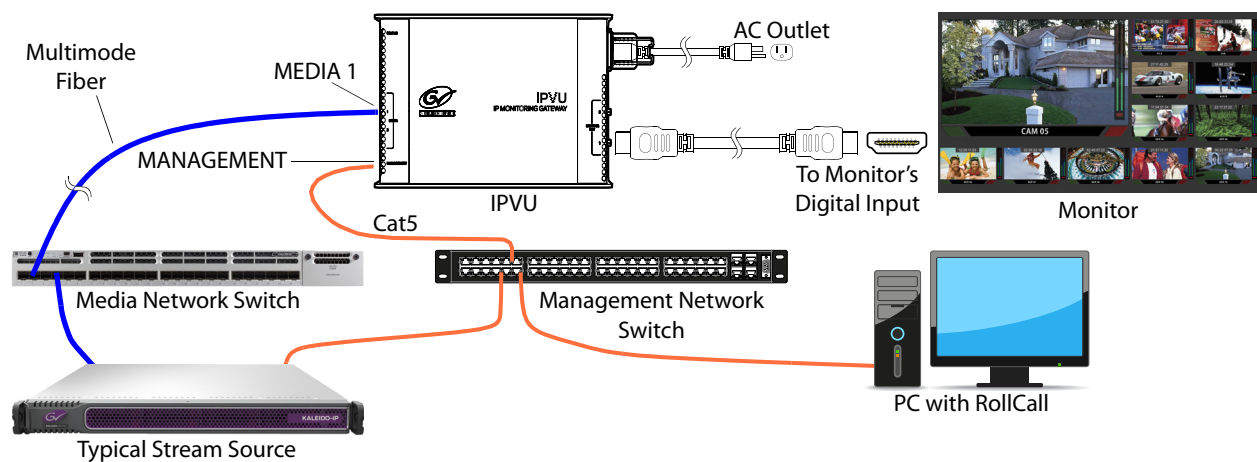 AC Outlet
Multimode
Fiber
MEDIA 1
IPVU
IP MONITORING GATEWAY
MANAGEMENT
CAM 05
To Monitor's
Digital Input
IPVU
Monitor
Cat5
Media Network Switch
Management Network
Switch
KALEIDO-IP
PC with RollCall
Typical Stream Source